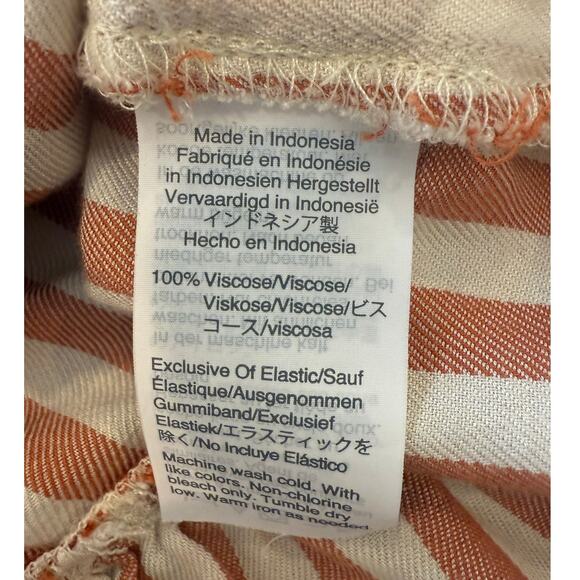 Made in Indonesia
Fabriqué en Indonésie
in Indonesien Hergestellt
Vervaardigd in Indonesië
インドネシア製
Hecho en Indonesia
100% Viscose/Viscose/
Viskose/Viscose/ビス
コース/viscosa
Exclusive Of Elastic/Sauf
Élastique/Ausgenommen
Gummiband/Exclusief
Elastiek/エラスティックを
除く/No Incluye Elástico
Machine wash cold. With
like colors. Non-chlorine
bleach only. Tumble dry
low. Warm iron as needed